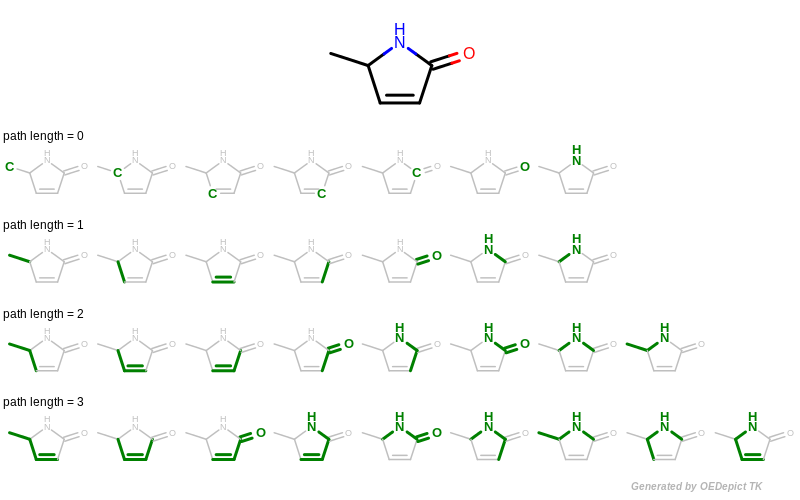 H
N
O
path length = 0
C H N O H N O C H N O C H N O C H N O C H N O H N O
path length = 1
H N O H N O H N O H N O H N O H N O H N O
path length = 2
H N O H N O H N O H N O H N O H N O H N O H N O
path length = 3
H N O H N O H N O H N O H N O H N O H N O H N O H N O
Generated by OEDepict TK